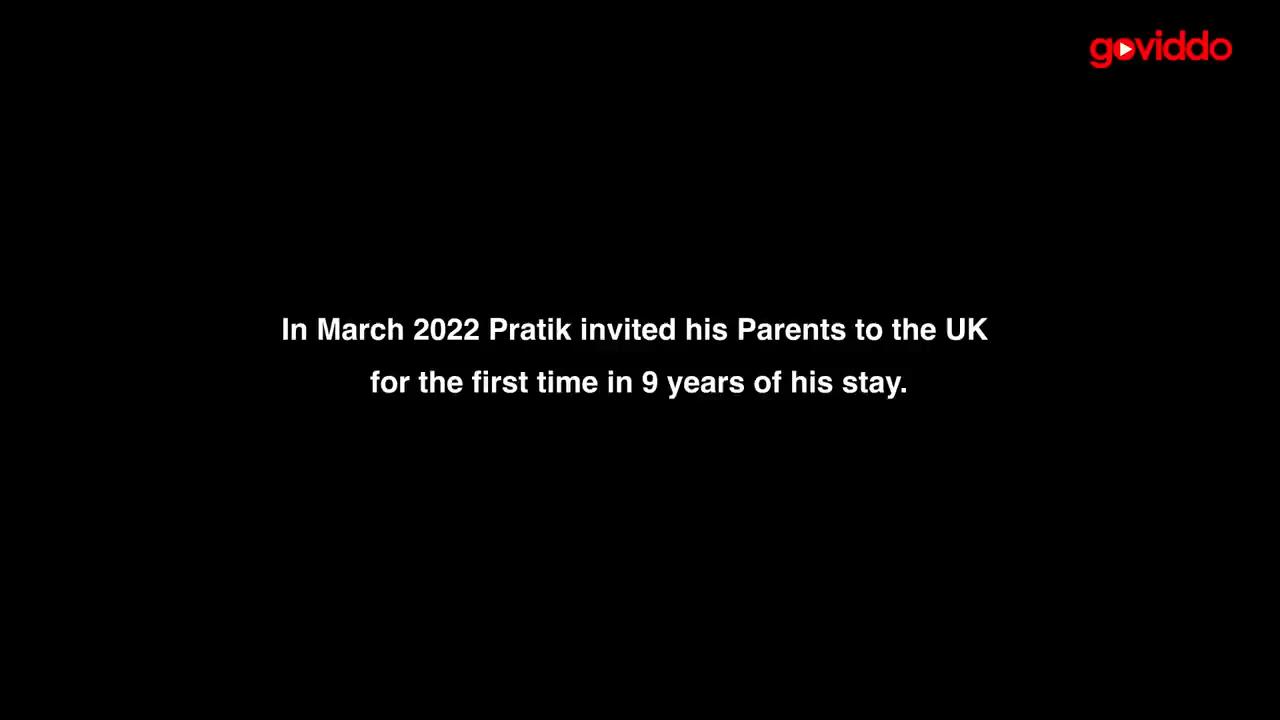 goviddo
In March 2022 Pratik invited his Parents to the UK
for the first time in 9 years of his stay.